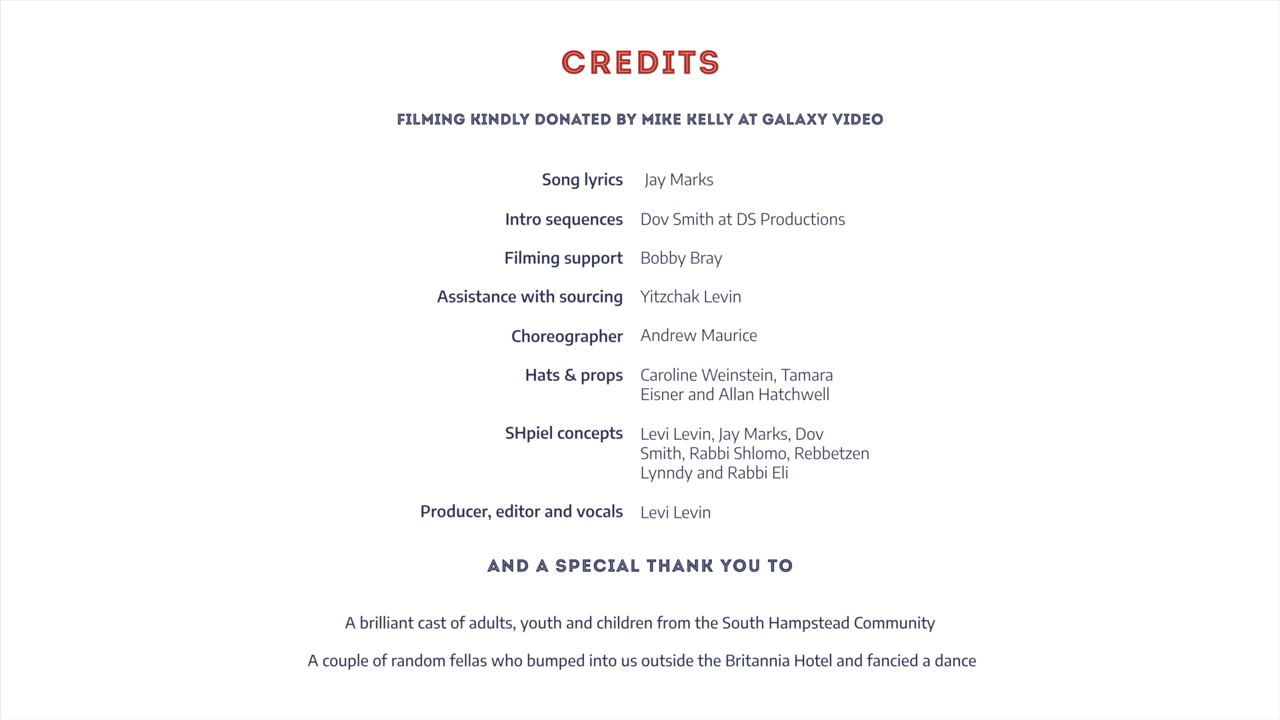 CREDITS
FILMING KINDLY DONATED BY MIKE KELLY AT GALAXY VIDEO
Song lyrics Jay Marks
Intro sequences Dov Smith at DS Productions
Filming support Bobby Bray
Assistance with sourcing Yitzchak Levin
Choreographer Andrew Maurice
Hats & props Caroline Weinstein, Tamara
Eisner and Allan Hatchwell
SHpiel concepts Levi Levin, Jay Marks, Dov
Smith, Rabbi Shlomo, Rebbetzen
Lynndy and Rabbi Eli
Producer, editor and vocals Levi Levin
AND A SPECIAL THANK YOU TO
A brilliant cast of adults, youth and children from the South Hampstead Community
A couple of random fellas who bumped into us outside the Britannia Hotel and fancied a dance